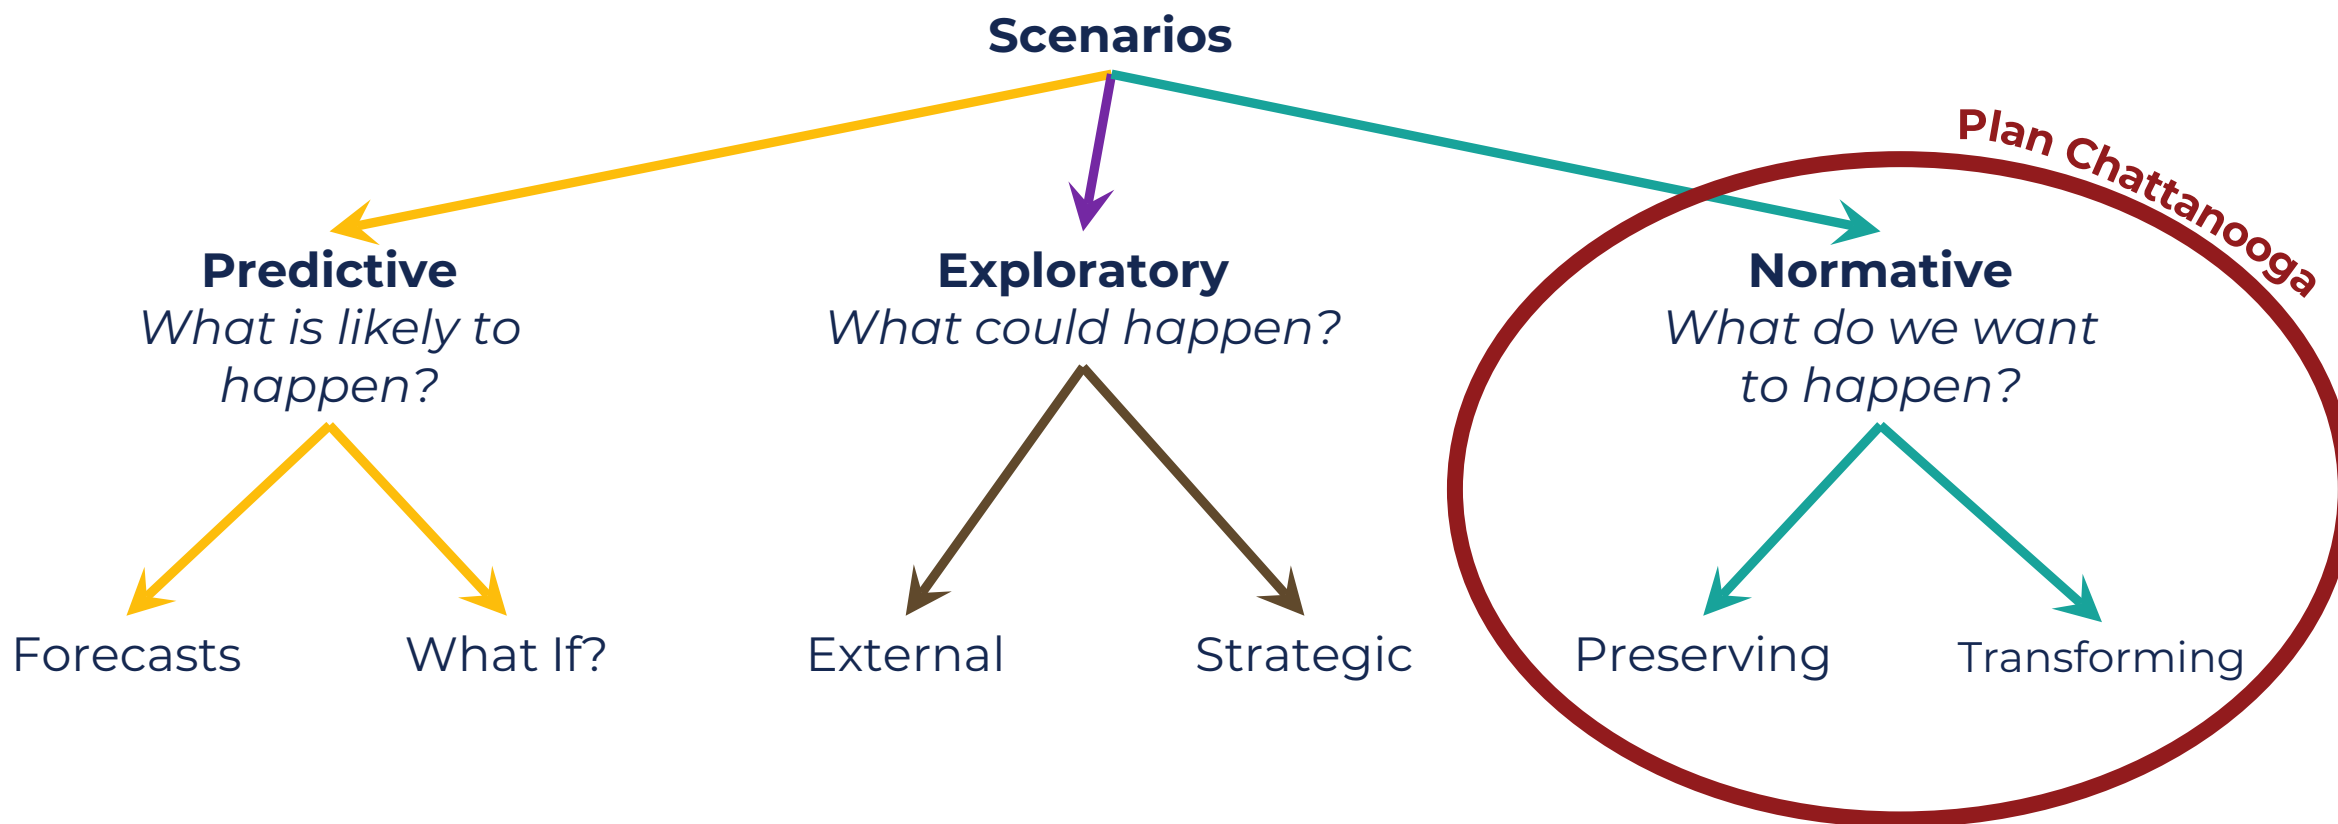 Scenarios
Plan Chattanooga
Predictive
What is likely to
happen?
Exploratory
What could happen?
Normative
What do we want
to happen?
Forecasts
What If?
External
Strategic
Preserving
Transforming